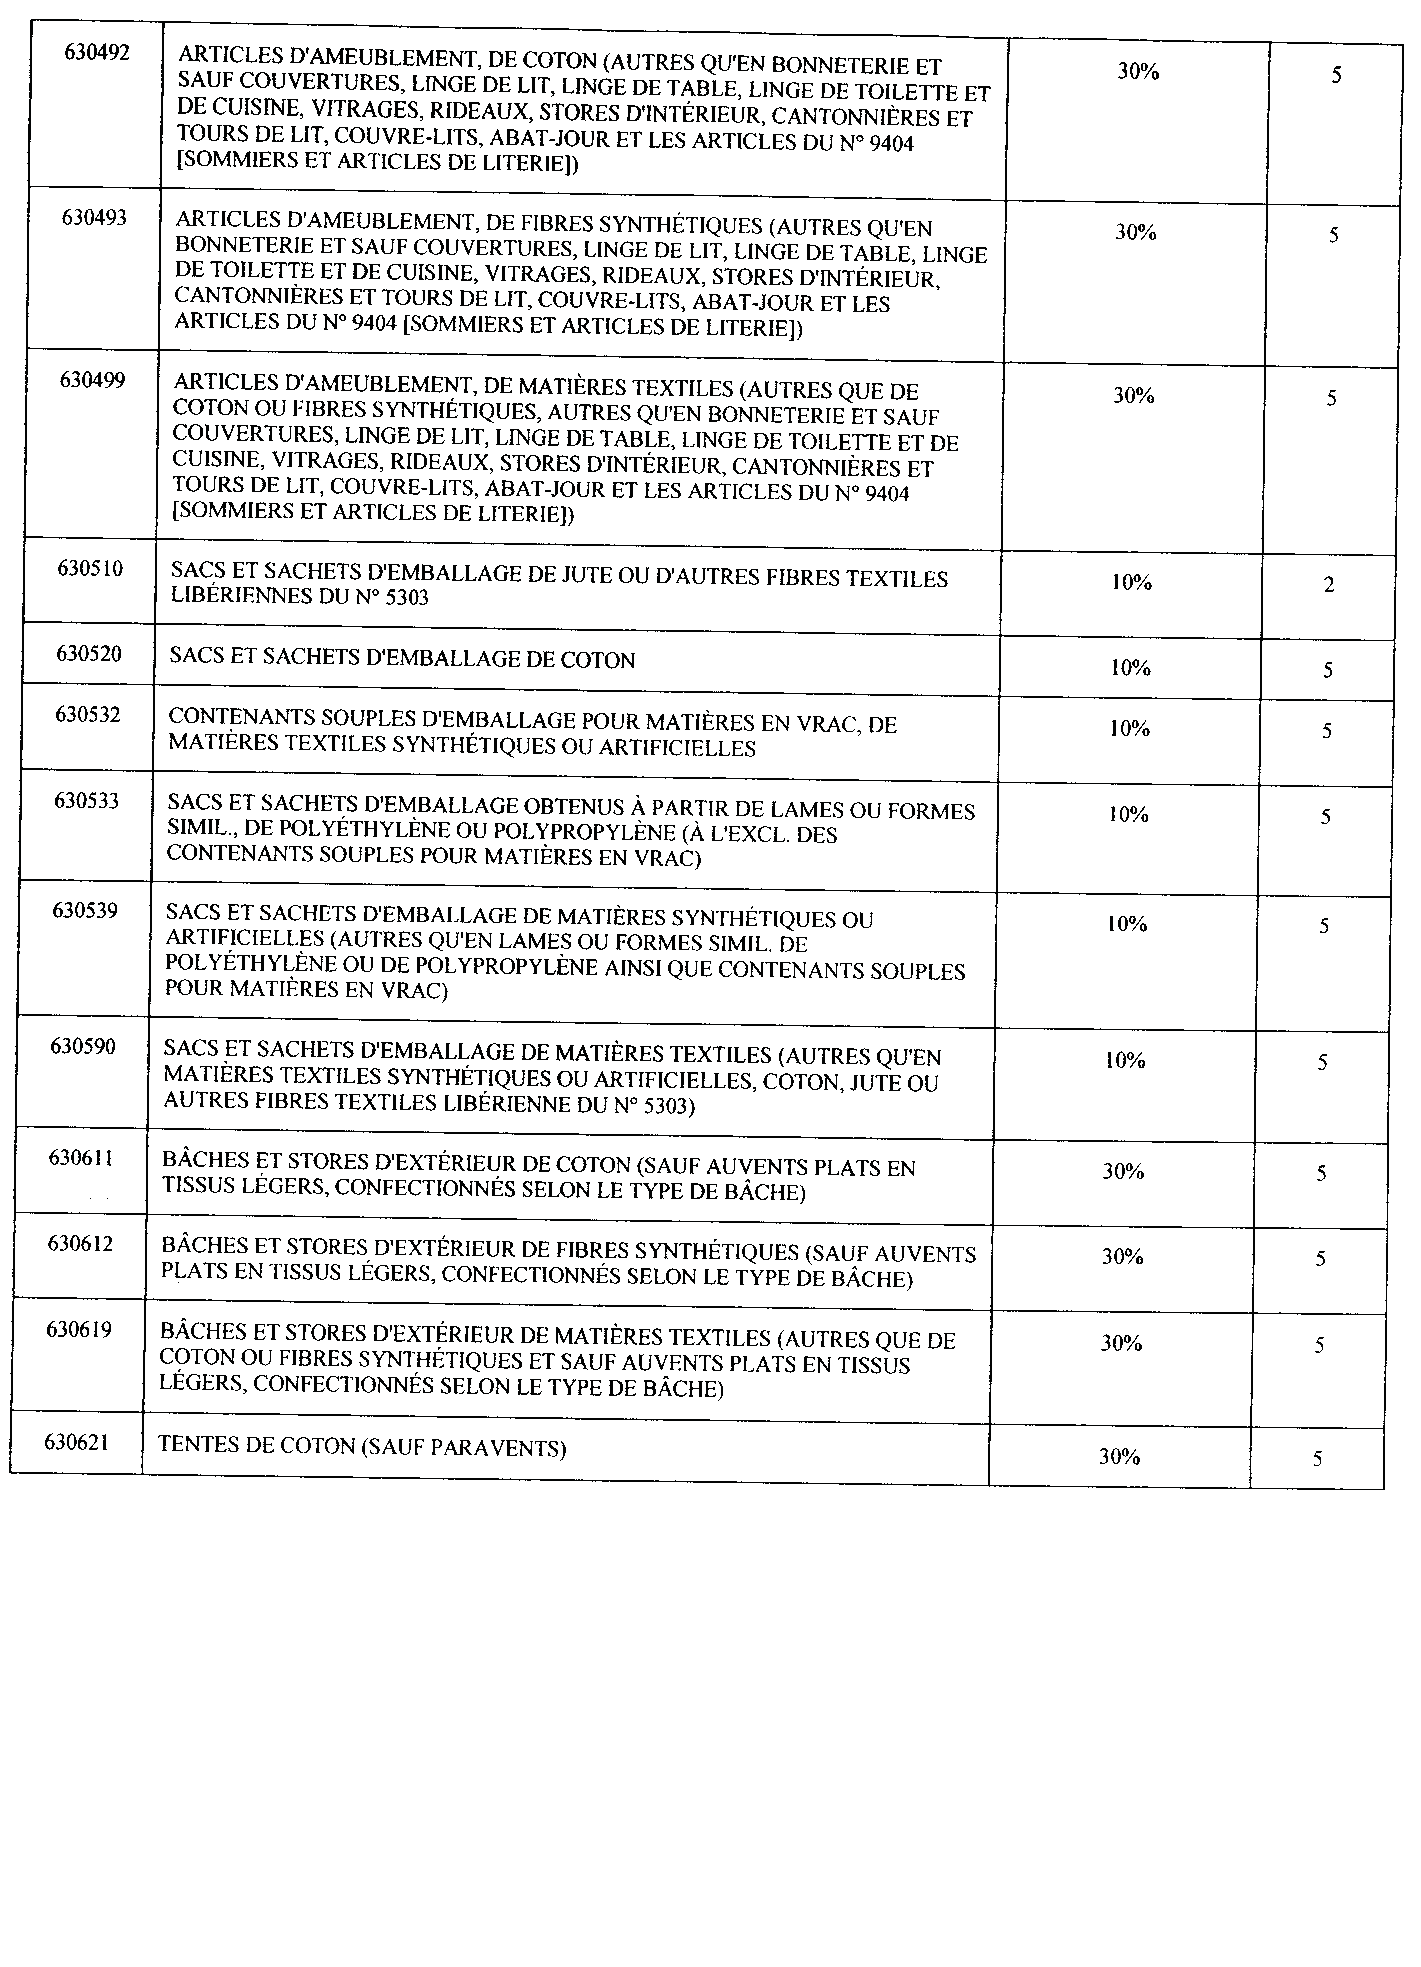 630492
ARTICLES D'AMEUBLEMENT, DE COTON (AUTRES QU'EN BONNETERIE ET
SAUF COUVERTURES, LINGE DE LIT, LINGE DE TABLE, LINGE DE TOILETTE ET
DE CUISINE, VITRAGES, RIDEAUX, STORES D'INTÉRIEUR, CANTONNIÈRES ET
TOURS DE LIT, COUVRE-LITS, ABAT-JOUR ET LES ARTICLES DU N° 9404
[SOMMIERS ET ARTICLES DE LITERIE])
30%
5
630493
ARTICLES D'AMEUBLEMENT, DE FIBRES SYNTHÉTIQUES (AUTRES QU'EN
BONNETERIE ET SAUF COUVERTURES, LINGE DE LIT, LINGE DE TABLE, LINGE
DE TOILETTE ET DE CUISINE, VITRAGES, RIDEAUX, STORES D'INTÉRIEUR,
CANTONNIÈRES ET TOURS DE LIT, COUVRE-LITS, ABAT-JOUR ET LES
ARTICLES DU N° 9404 [SOMMIERS ET ARTICLES DE LITERIE])
30%
5
630499
ARTICLES D'AMEUBLEMENT, DE MATIÈRES TEXTILES (AUTRES QUE DE
COTON OU FIBRES SYNTHÉTIQUES, AUTRES QU'EN BONNETERIE ET SAUF
COUVERTURES, LINGE DE LIT, LINGE DE TABLE, LINGE DE TOILETTE ET DE
CUISINE, VITRAGES, RIDEAUX, STORES D'INTÉRIEUR, CANTONNIÈRES ET
TOURS DE LIT, COUVRE-LITS, ABAT-JOUR ET LES ARTICLES DU N° 9404
[SOMMIERS ET ARTICLES DE LITERIE])
30%
5
630510
SACS ET SACHETS D'EMBALLAGE DE JUTE OU D'AUTRES FIBRES TEXTILES
LIBÉRIENNES DU N° 5303
10%
2
630520
SACS ET SACHETS D'EMBALLAGE DE COTON
10%
5
630532
CONTENANTS SOUPLES D'EMBALLAGE POUR MATIÈRES EN VRAC, DE
MATIÈRES TEXTILES SYNTHÉTIQUES OU ARTIFICIELLES
10%
5
630533
SACS ET SACHETS D'EMBALLAGE OBTENUS À PARTIR DE LAMES OU FORMES
SIMIL., DE POLYÉTHYLÈNE OU POLYPROPYLÈNE (À L'EXCL. DES
CONTENANTS SOUPLES POUR MATIÈRES EN VRAC)
10%
5
630539
SACS ET SACHETS D'EMBALLAGE DE MATIÈRES SYNTHÉTIQUES OU
ARTIFICIELLES (AUTRES QU'EN LAMES OU FORMES SIMIL. DE
POLYÉTHYLÈNE OU DE POLYPROPYLÈNE AINSI QUE CONTENANTS SOUPLES
POUR MATIÈRES EN VRAC)
10%
5
630590
SACS ET SACHETS D'EMBALLAGE DE MATIÈRES TEXTILES (AUTRES QU'EN
MATIÈRES TEXTILES SYNTHÉTIQUES OU ARTIFICIELLES, COTON, JUTE OU
AUTRES FIBRES TEXTILES LIBÉRIENNE DU N° 5303)
10%
5
630611
BÂCHES ET STORES D'EXTÉRIEUR DE COTON (SAUF AUVENTS PLATS EN
TISSUS LÉGERS, CONFECTIONNÉS SELON LE TYPE DE BÂCHE)
30%
5
630612
BÂCHES ET STORES D'EXTÉRIEUR DE FIBRES SYNTHÉTIQUES (SAUF AUVENTS
PLATS EN TISSUS LÉGERS, CONFECTIONNÉS SELON LE TYPE DE BÂCHE)
30%
5
630619
BÂCHES ET STORES D'EXTÉRIEUR DE MATIÈRES TEXTILES (AUTRES QUE DE
COTON OU FIBRES SYNTHÉTIQUES ET SAUF AUVENTS PLATS EN TISSUS
LÉGERS, CONFECTIONNÉS SELON LE TYPE DE BÂCHE)
30%
5
630621
TENTES DE COTON (SAUF PARAVENTS)
30%
5